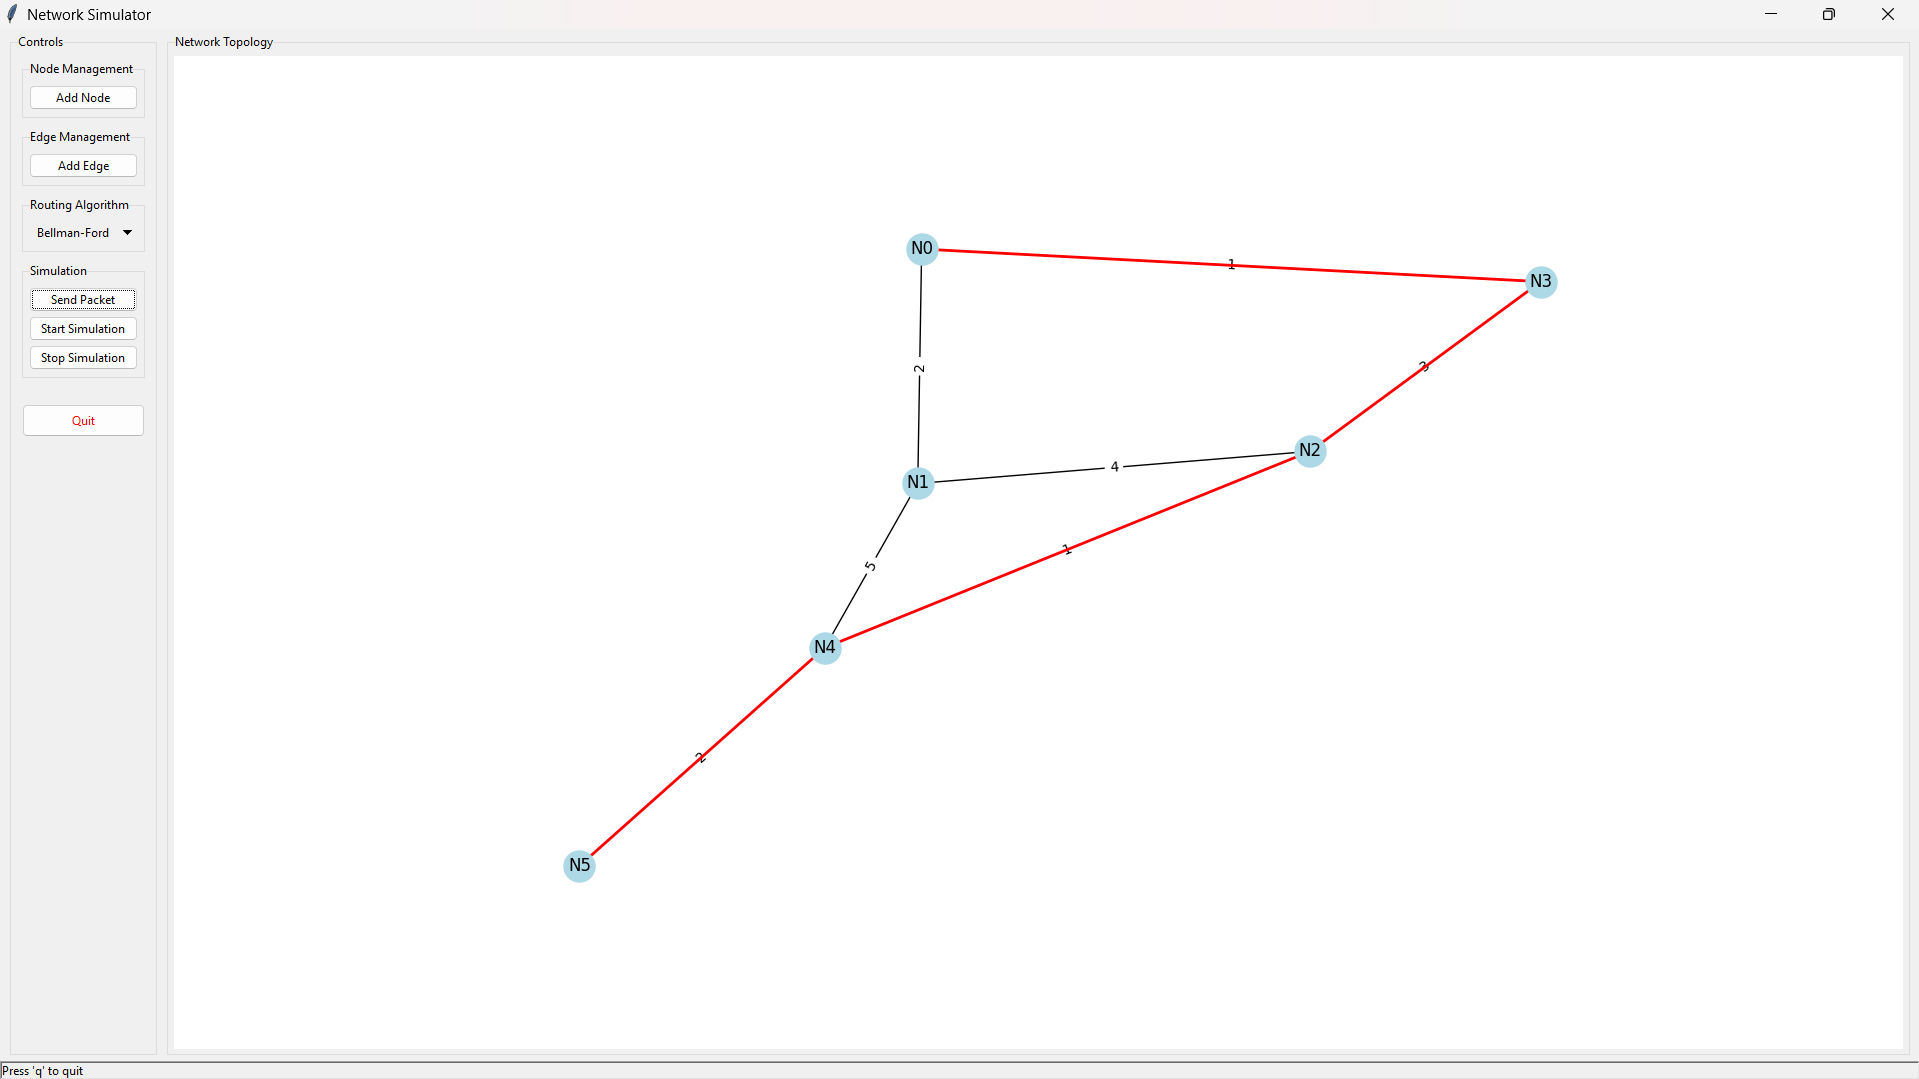 Network Simulator
Controls
Node Management
Add Node
Edge Management
Add Edge
Routing Algorithm
Bellman-Ford
Simulation
Send Packet
Start Simulation
Stop Simulation
Quit
Network Topology
N0
1
N3
2
3
N2
N1
4
1
5
N4
2
N5
Press 'q' to quit